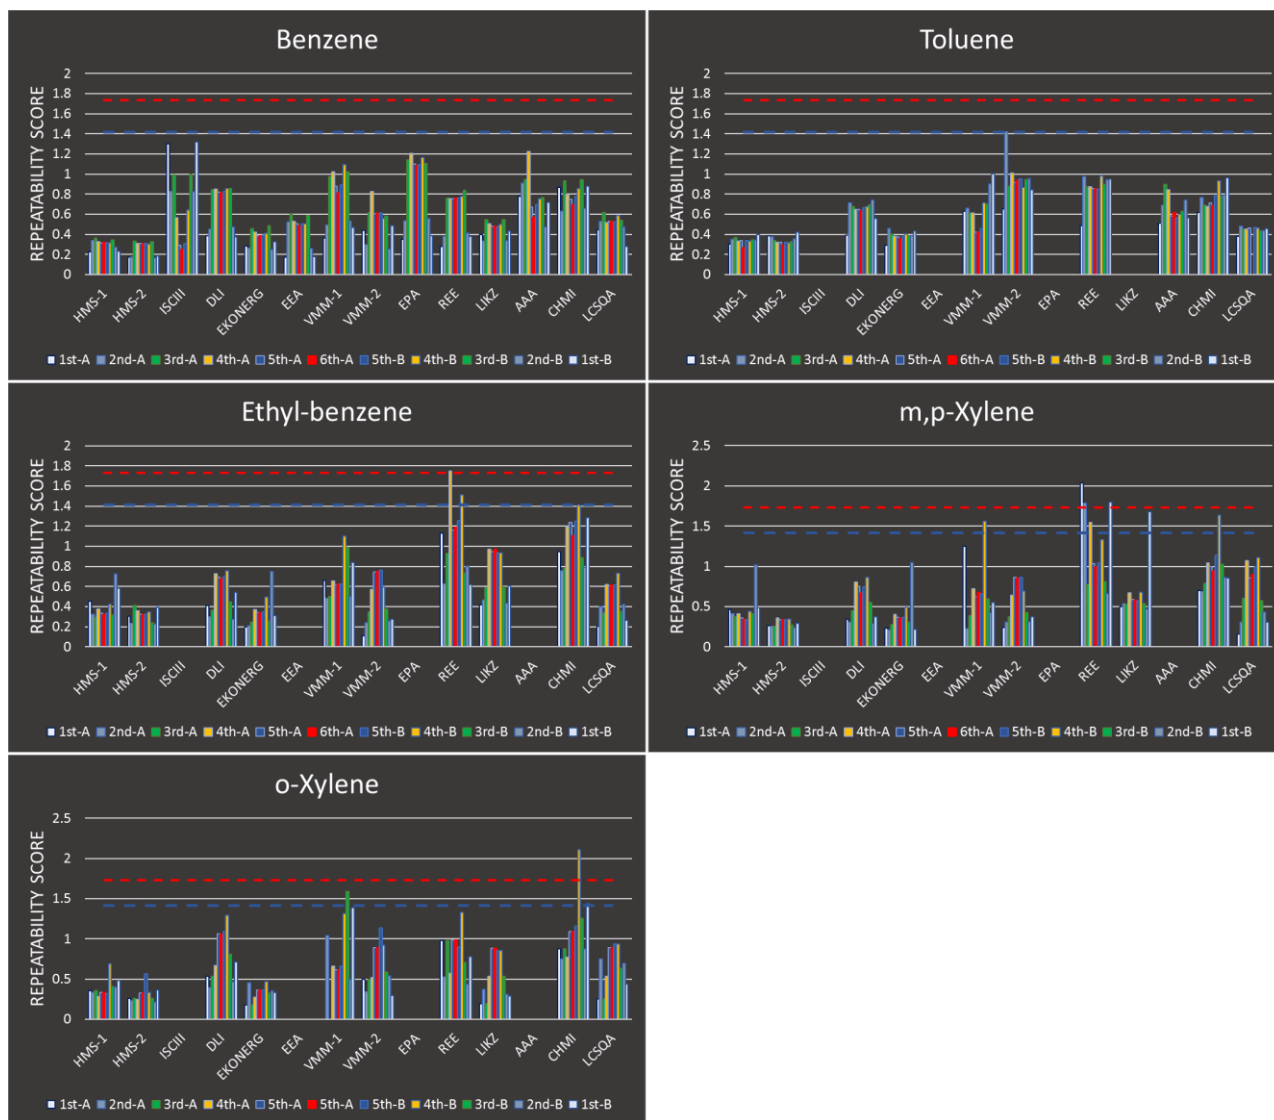 Benzene
REPEATABILITY SCORE
2
1.8
1.6
1.4
1.2
1
0.8
0.6
0.4
0.2
0
HMS-1 HMS-2 ISCIII DLI EKONERG EEA VMM-1 VMM-2 EPA REE LIKZ AAA CHMI LCSQA
1st-A 2nd-A 3rd-A 4th-A 5th-A 6th-A 5th-B 4th-B 3rd-B 2nd-B 1st-B
Toluene
REPEATABILITY SCORE
2
1.8
1.6
1.4
1.2
1
0.8
0.6
0.4
0.2
0
HMS-1 HMS-2 ISCIII DLI EKONERG EEA VMM-1 VMM-2 EPA REE LIKZ AAA CHMI LCSQA
1st-A 2nd-A 3rd-A 4th-A 5th-A 6th-A 5th-B 4th-B 3rd-B 2nd-B 1st-B
Ethyl-benzene
REPEATABILITY SCORE
2
1.8
1.6
1.4
1.2
1
0.8
0.6
0.4
0.2
0
HMS-1 HMS-2 ISCIII DLI EKONERG EEA VMM-1 VMM-2 EPA REE LIKZ AAA CHMI LCSQA
1st-A 2nd-A 3rd-A 4th-A 5th-A 6th-A 5th-B 4th-B 3rd-B 2nd-B 1st-B
m,p-Xylene
REPEATABILITY SCORE
2.5
2
1.5
1
0.5
0
HMS-1 HMS-2 ISCIII DLI EKONERG EEA VMM-1 VMM-2 EPA REE LIKZ AAA CHMI LCSQA
1st-A 2nd-A 3rd-A 4th-A 5th-A 6th-A 5th-B 4th-B 3rd-B 2nd-B 1st-B
o-Xylene
REPEATABILITY SCORE
2.5
2
1.5
1
0.5
0
HMS-1 HMS-2 ISCIII DLI EKONERG EEA VMM-1 VMM-2 EPA REE LIKZ AAA CHMI LCSQA
1st-A 2nd-A 3rd-A 4th-A 5th-A 5th-A 5th-B 4th-B 3rd-B 2nd-B 1st-B